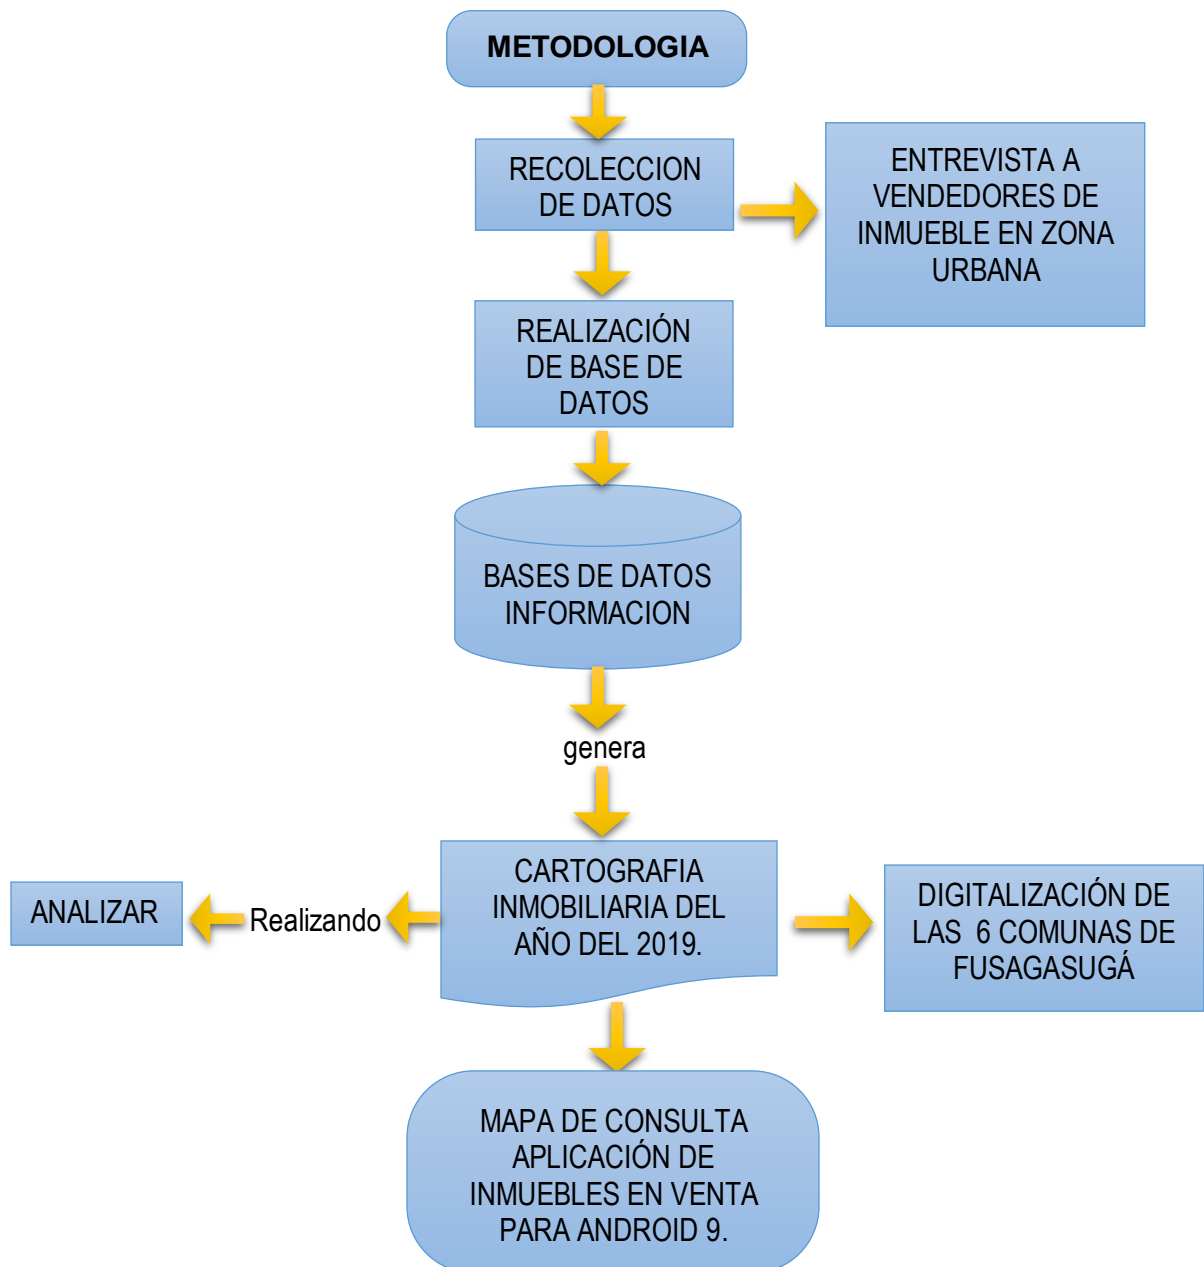 METODOLOGIA
RECOLECCION
DE DATOS
ENTREVISTA A
VENDEDORES DE
INMUEBLE EN ZONA
URBANA
REALIZACIÓN
DE BASE DE
DATOS
BASES DE DATOS
INFORMACION
genera
ANALIZAR
Realizando
CARTOGRAFIA
INMOBILIARIA DEL
AÑO DEL 2019.
DIGITALIZACIÓN DE
LAS 6 COMUNAS DE
FUSAGASUGÁ
MAPA DE CONSULTA
APLICACIÓN DE
INMUEBLES EN VENTA
PARA ANDROID 9.